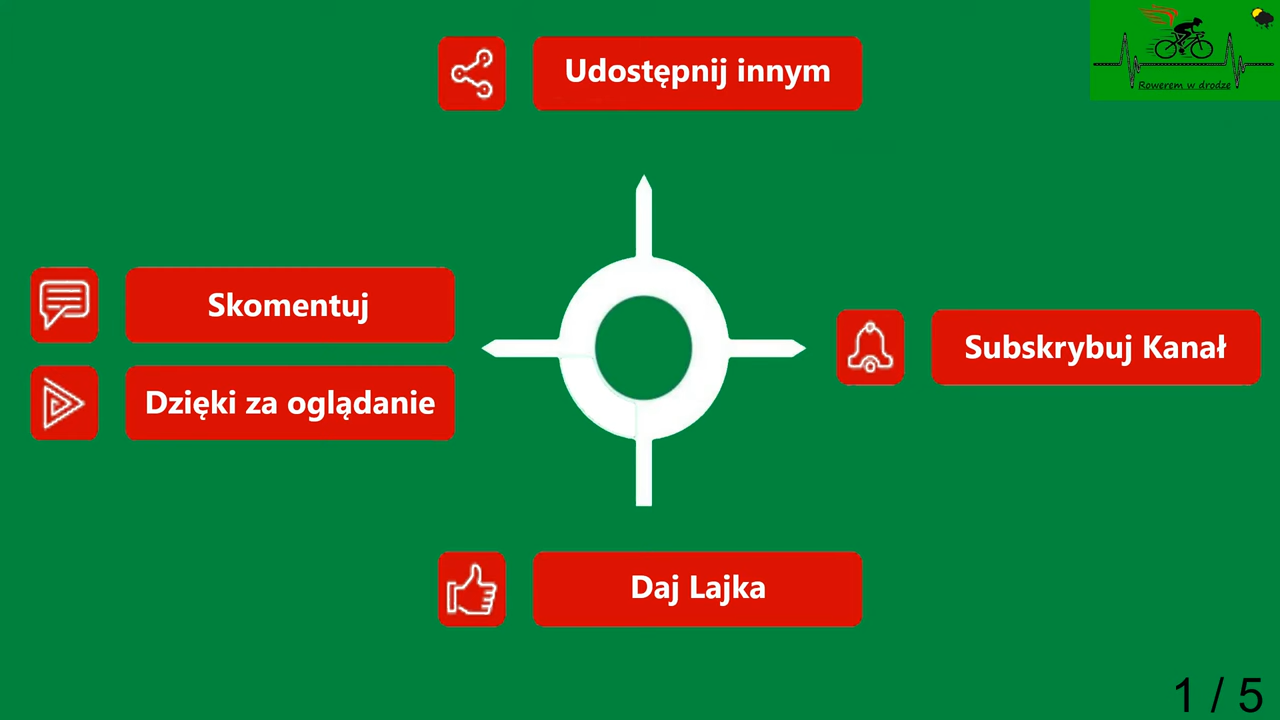 Udostępnij innym
Rowerem w drodze
Skomentuj
Dzięki za oglądanie
Subskrybuj Kanał
Daj Lajka
1 / 5